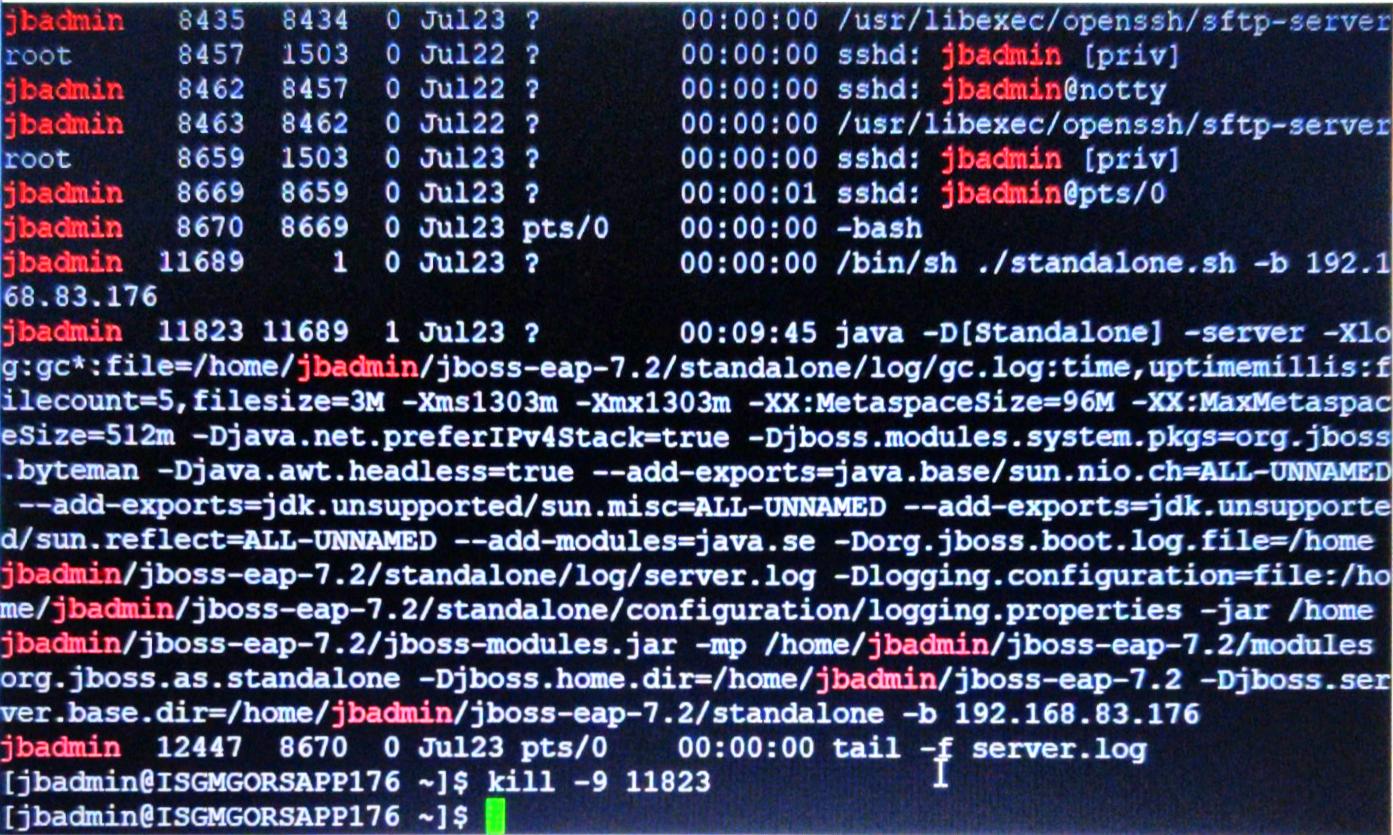 jbadmin 8435 8434 0 Jul23 ? 00:00:00 /usr/libexec/openssh/sftp-server
root 8457 1503 0 Jul22 ? 00:00:00 sshd: jbadmin [priv]
jbadmin 8462 8457 0 Jul22 ? 00:00:00 sshd: jbadmin@notty
jbadmin 8463 8462 0 Jul22 ? 00:00:00 /usr/libexec/openssh/sftp-server
root 8659 1503 0 Jul23 ? 00:00:00 sshd: jbadmin [priv]
jbadmin 8669 8659 0 Jul23 ? 00:00:01 sshd: jbadmin@pts/0
jbadmin 8670 8669 0 Jul23 pts/0 00:00:00 -bash
jbadmin 11689 1 0 Jul23 ? 00:00:00 /bin/sh ./standalone.sh -b 192.1
68.83.176
jbadmin 11823 11689 1 Jul23 ? 00:09:45 java -D[Standalone] -server -Xlo
g:gc*:file=/home/jbadmin/jboss-eap-7.2/standalone/log/gc.log:time,uptimemillis:f
ilecount=5,filesize=3M -Xms1303m -Xmx1303m -XX:MetaspaceSize=96M -XX:MaxMetaspac
eSize=512m -Djava.net.preferIPv4Stack=true -Djboss.modules.system.pkgs=org.jboss
.byteman -Djava.awt.headless=true --add-exports=java.base/sun.nio.ch=ALL-UNNAMED
--add-exports=jdk.unsupported/sun.misc=ALL-UNNAMED --add-exports=jdk.unsupporte
d/sun.reflect=ALL-UNNAMED --add-modules=java.se -Dorg.jboss.boot.log.file=/home
jbadmin/jboss-eap-7.2/standalone/log/server.log -Dlogging.configuration=file:/ho
me/jbadmin/jboss-eap-7.2/standalone/configuration/logging.properties -jar /home
jbadmin/jboss-eap-7.2/jboss-modules.jar -mp /home/jbadmin/jboss-eap-7.2/modules
org.jboss.as.standalone -Djboss.home.dir=/home/jbadmin/jboss-eap-7.2 -Djboss.ser
ver.base.dir=/home/jbadmin/jboss-eap-7.2/standalone -b 192.168.83.176
jbadmin 12447 8670 0 Jul23 pts/0 00:00:00 tail -f server.log
[jbadmin@ISGMGORSAPP176 ~]$ kill -9 11823
[jbadmin@ISGMGORSAPP176 ~]$